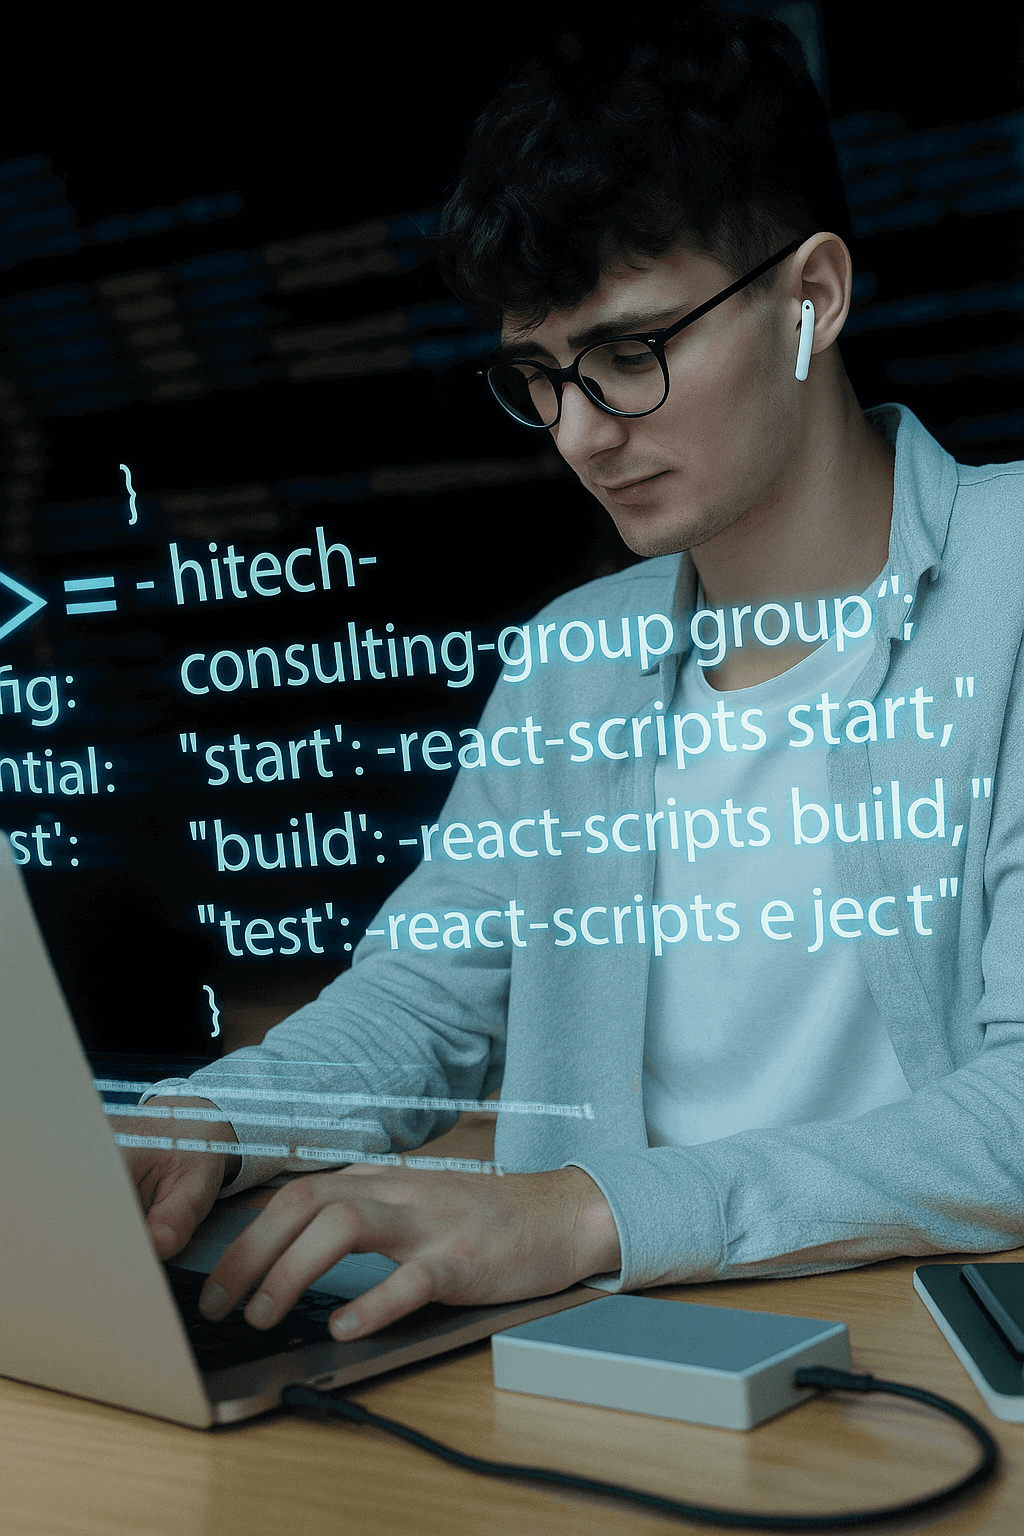 }
>= - hitech-
consulting-group group“;
fig:
"start': -react-scripts start,"
ntial:
"build': -react-scripts build,"
st':
"test': -react-scripts e ject"
}